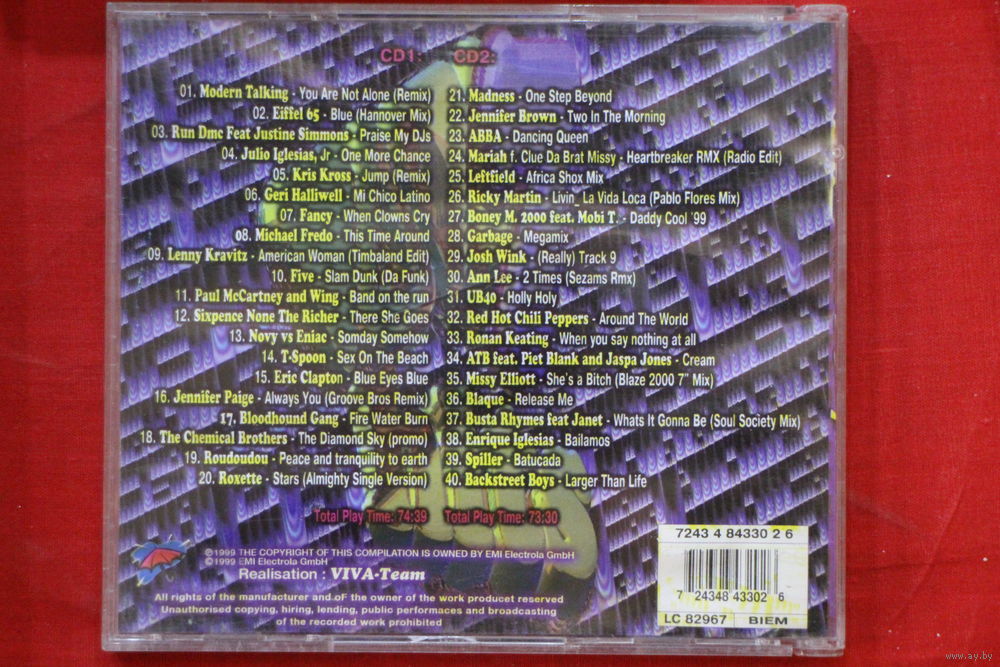 CD1:
01. Modern Talking - You Are Not Alone (Remix)
02. Eiffel 65 - Blue (Hannover Mix)
03. Run Dmc Feat Justine Simmons - Praise My DJs
04. Julio Iglesias, Jr - One More Chance
05. Kris Kross - Jump (Remix)
06. Geri Halliwell - Mi Chico Latino
07. Fancy - When Clowns Cry
08. Michael Fredo - This Time Around
09. Lenny Kravitz - American Woman (Timbaland Edit)
10. Five - Slam Dunk (Da Funk)
11. Paul McCartney and Wing - Band on the run
12. Sixpence None The Richer - There She Goes
13. Novy vs Eniac - Somday Somehow
14. T-Spoon - Sex On The Beach
15. Eric Clapton - Blue Eyes Blue
16. Jennifer Paige - Always You (Groove Bros Remix)
17. Bloodhound Gang - Fire Water Burn
18. The Chemical Brothers - The Diamond Sky (promo)
19. Roudoudou - Peace and tranquility to earth
20. Roxette - Stars (Almighty Single Version)
Total Play Time: 74:39
CD2:
21. Madness - One Step Beyond
22. Jennifer Brown - Two In The Morning
23. ABBA - Dancing Queen
24. Mariah f. Clue Da Brat Missy - Heartbreaker RMX (Radio Edit)
25. Leftfield - Africa Shox Mix
26. Ricky Martin - Livin_ La Vida Loca (Pablo Flores Mix)
27. Boney M. 2000 feat. Mobi T. - Daddy Cool '99
28. Garbage - Megamix
29. Josh Wink - (Really) Track 9
30. Ann Lee - 2 Times (Sezams Rmx)
31. UB40 - Holly Holy
32. Red Hot Chili Peppers - Around The World
33. Ronan Keating - When you say nothing at all
34. ATB feat. Piet Blank and Jaspa Jones - Cream
35. Missy Elliott - She's a Bitch (Blaze 2000 7" Mix)
36. Blaque - Release Me
37. Busta Rhymes feat Janet - Whats It Gonna Be (Soul Society Mix)
38. Enrique Iglesias - Bailamos
39. Spiller - Batucada
40. Backstreet Boys - Larger Than Life
Total Play Time: 73:30
©1999 THE COPYRIGHT OF THIS COMPILATION IS OWNED BY EMI Electrola GmbH
©1999 EMI Electrola GmbH
Realisation : VIVA-Team
All rights of the manufacturer and.oF the owner of the work producet reserved
Unauthorised copying, hiring, lending, public performaces and broadcasting
of the recorded work prohibited
7243 4 84330 2 6
7 24348 43302 6
LC 82967 BIEM
www.ay.by